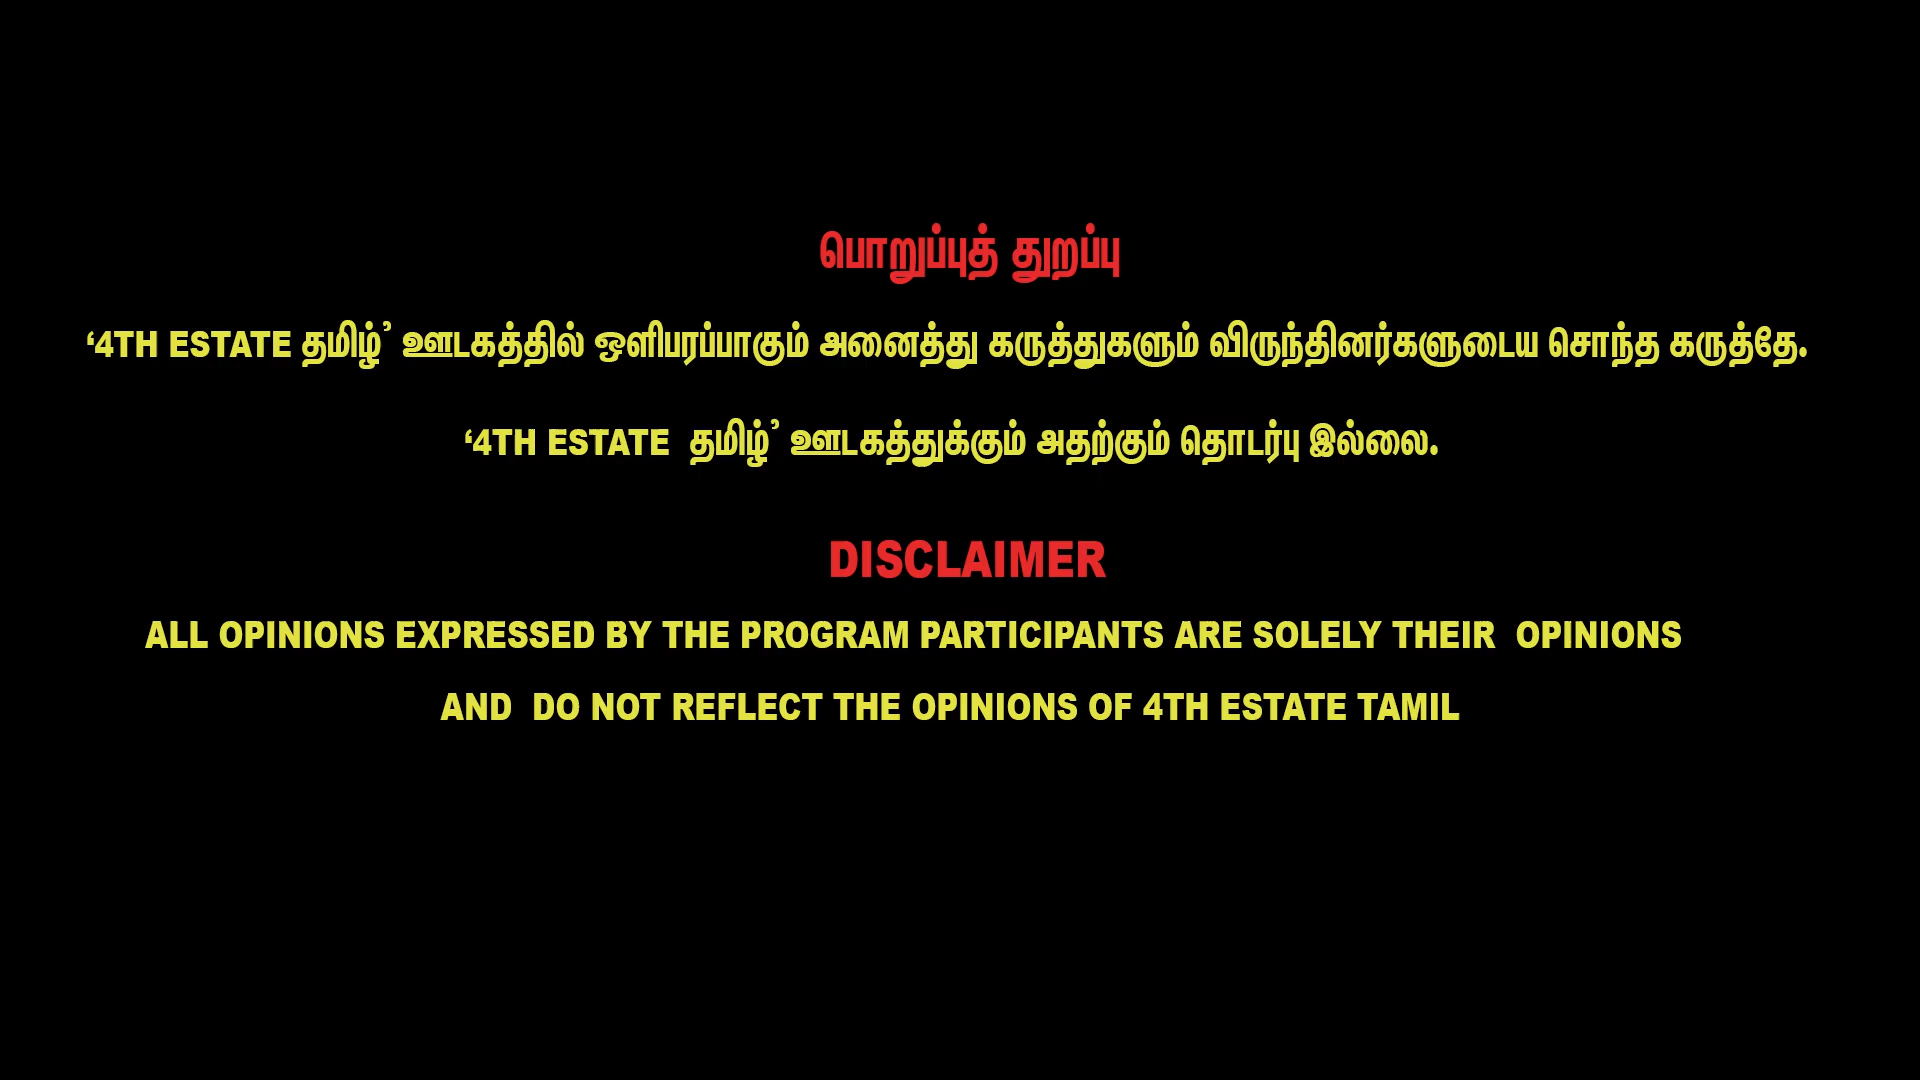 பொறுப்புத் துறப்பு
‘4TH ESTATE தமிழ்’ ஊடகத்தில் ஒளிபரப்பாகும் அனைத்து கருத்துகளும் விருந்தினர்களுடைய சொந்த கருத்தே.
‘4TH ESTATE தமிழ்’ ஊடகத்துக்கும் அதற்கும் தொடர்பு இல்லை.
DISCLAIMER
ALL OPINIONS EXPRESSED BY THE PROGRAM PARTICIPANTS ARE SOLELY THEIR OPINIONS
AND DO NOT REFLECT THE OPINIONS OF 4TH ESTATE TAMIL